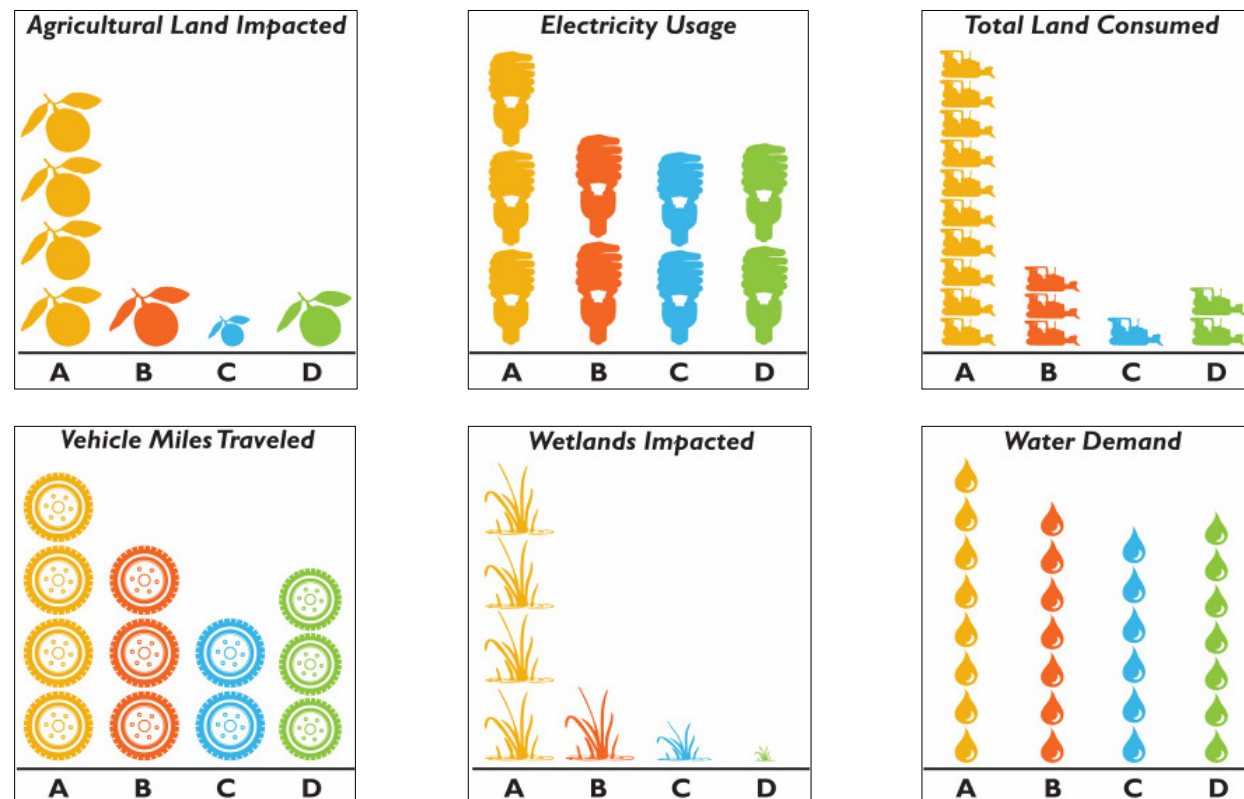 Agricultural Land Impacted
A B C D
Electricity Usage
A B C D
Total Land Consumed
A B C D
Vehicle Miles Traveled
A B C D
Wetlands Impacted
A B C D
Water Demand
A B C D